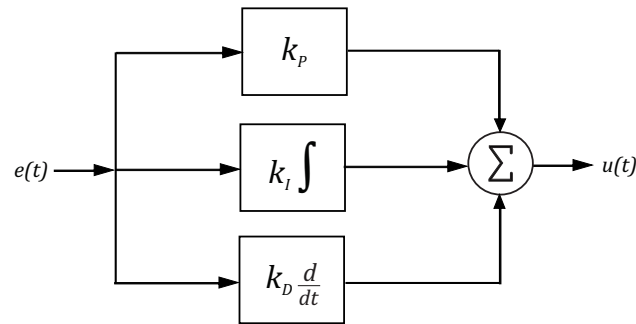 k_P
e(t)
k_I ∫
∑
u(t)
k_D d/dt